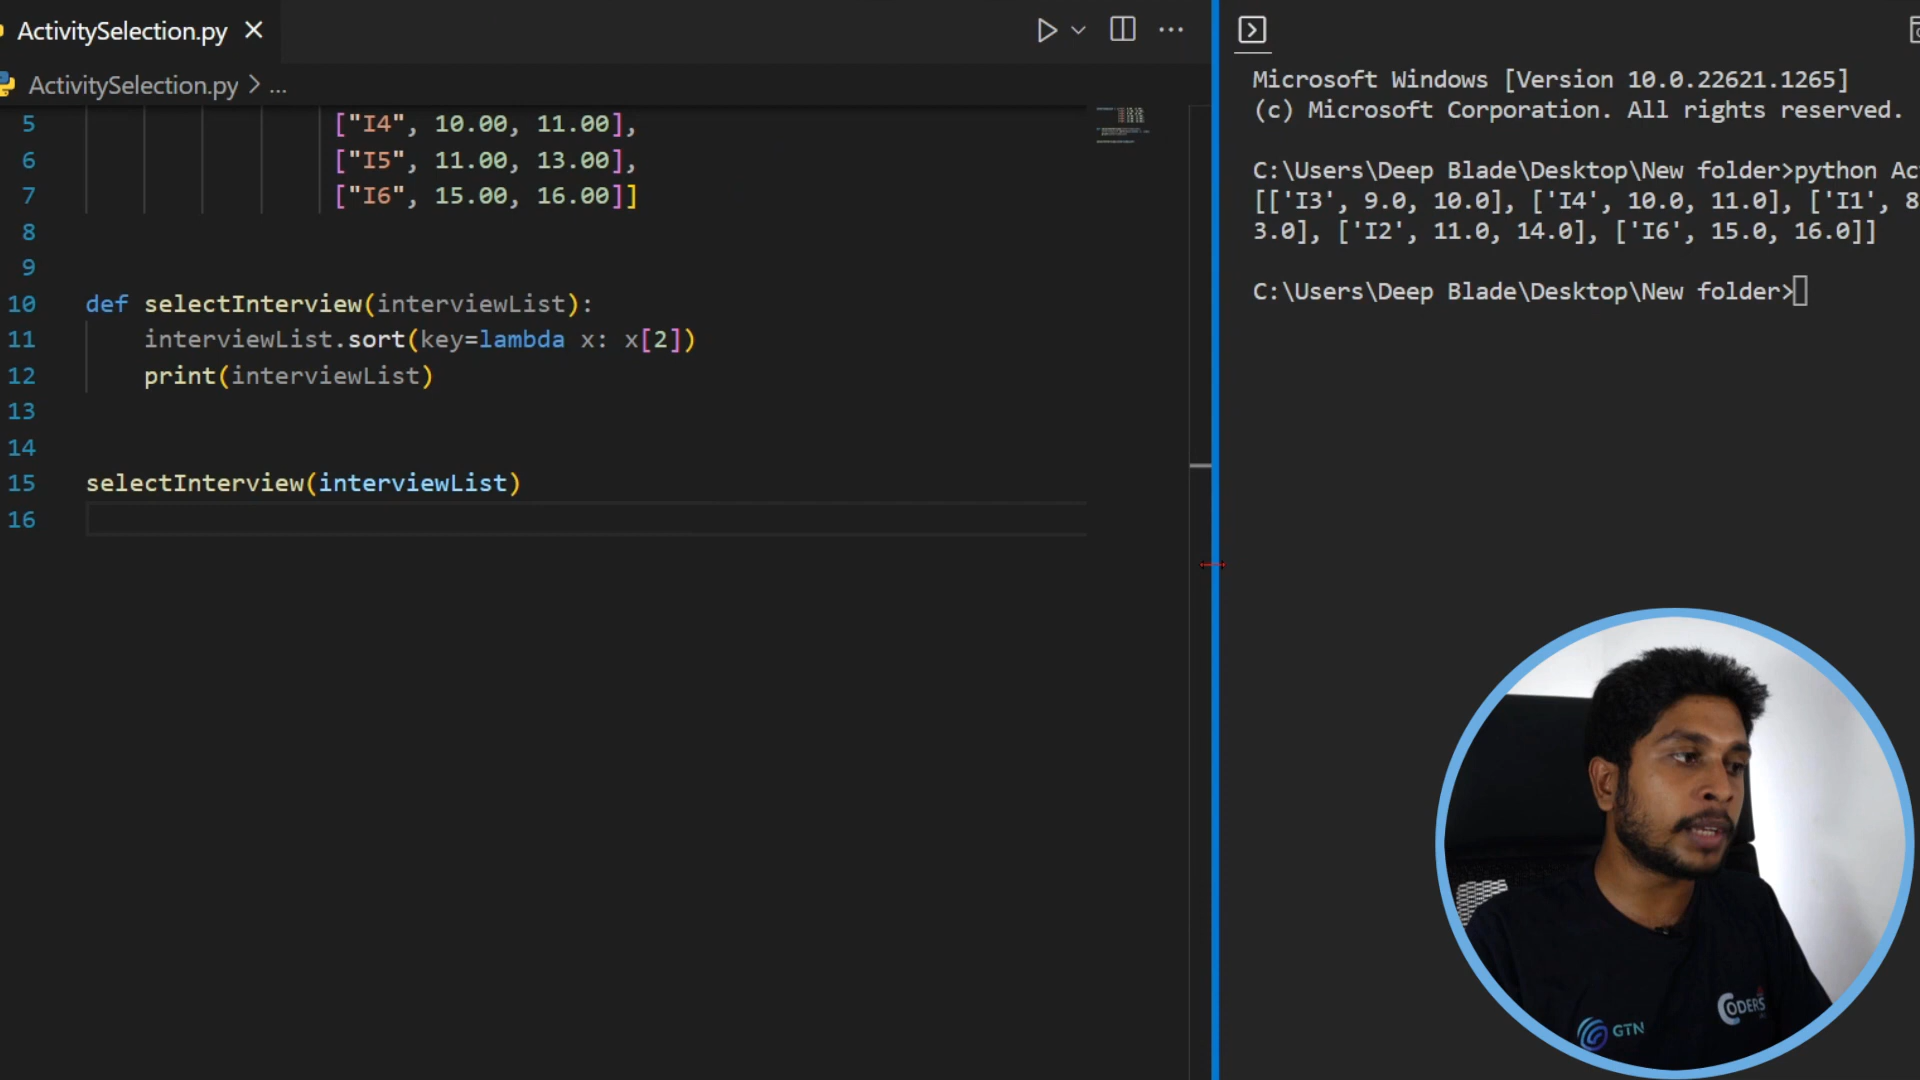 ActivitySelection.py
ActivitySelection.py > ...
5 ["I4", 10.00, 11.00],
6 ["I5", 11.00, 13.00],
7 ["I6", 15.00, 16.00]]
8
9
10 def selectInterview(interviewList):
11 interviewList.sort(key=lambda x: x[2])
12 print(interviewList)
13
14
15 selectInterview(interviewList)
16
Microsoft Windows [Version 10.0.22621.1265]
(c) Microsoft Corporation. All rights reserved.
C:\Users\Deep Blade\Desktop\New folder>python Ac
[['I3', 9.0, 10.0], ['I4', 10.0, 11.0], ['I1', 8
3.0], ['I2', 11.0, 14.0], ['I6', 15.0, 16.0]]
C:\Users\Deep Blade\Desktop\New folder>
CODERS
GTN